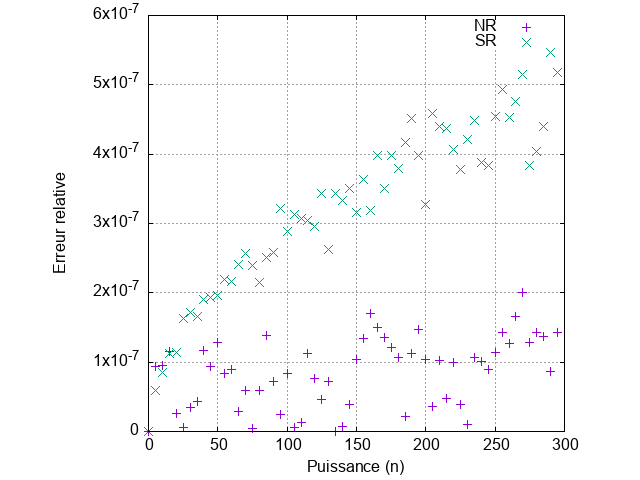 6x10⁻⁷
NR
SR
5x10⁻⁷
4x10⁻⁷
3x10⁻⁷
2x10⁻⁷
1x10⁻⁷
0
Erreur relative
0 50 100 150 200 250 300
Puissance (n)